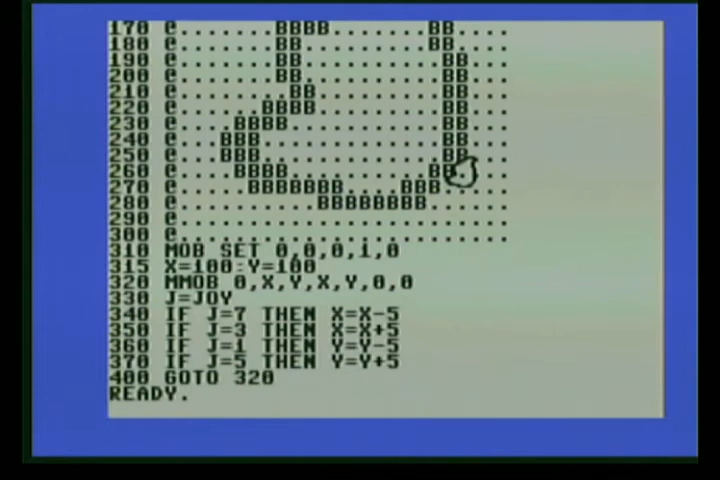 170 @.......BBBB.......BB....
180 @.......BB.........BB....
190 @.......BB..........BB...
200 @.......BB..........BB...
210 @........BB.........BB...
220 @......BBBB.........BB...
230 @....BBBB...........BB...
240 @...BBB.............BB...
250 @...BBB.............BB...
260 @....BBBB..........BB....
270 @.....BBBBBBB....BBB.....
280 @..........BBBBBBBB......
290 @........................
300 @........................
310 MOB SET 0,0,0,1,0
315 X=100:Y=100
320 MMOB 0,X,Y,X,Y,0,0
330 J=JOY
340 IF J=7 THEN X=X-5
350 IF J=3 THEN X=X+5
360 IF J=1 THEN Y=Y-5
370 IF J=5 THEN Y=Y+5
400 GOTO 320
READY.